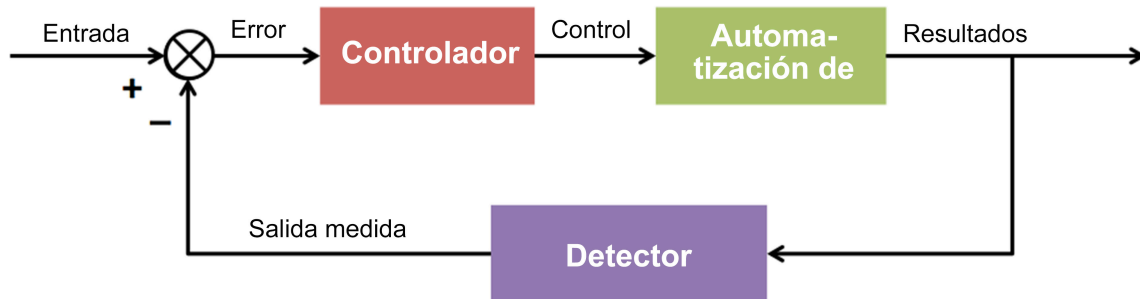 Entrada
Error
Controlador
Control
Automa-
tización de
Resultados
+
−
Salida medida
Detector